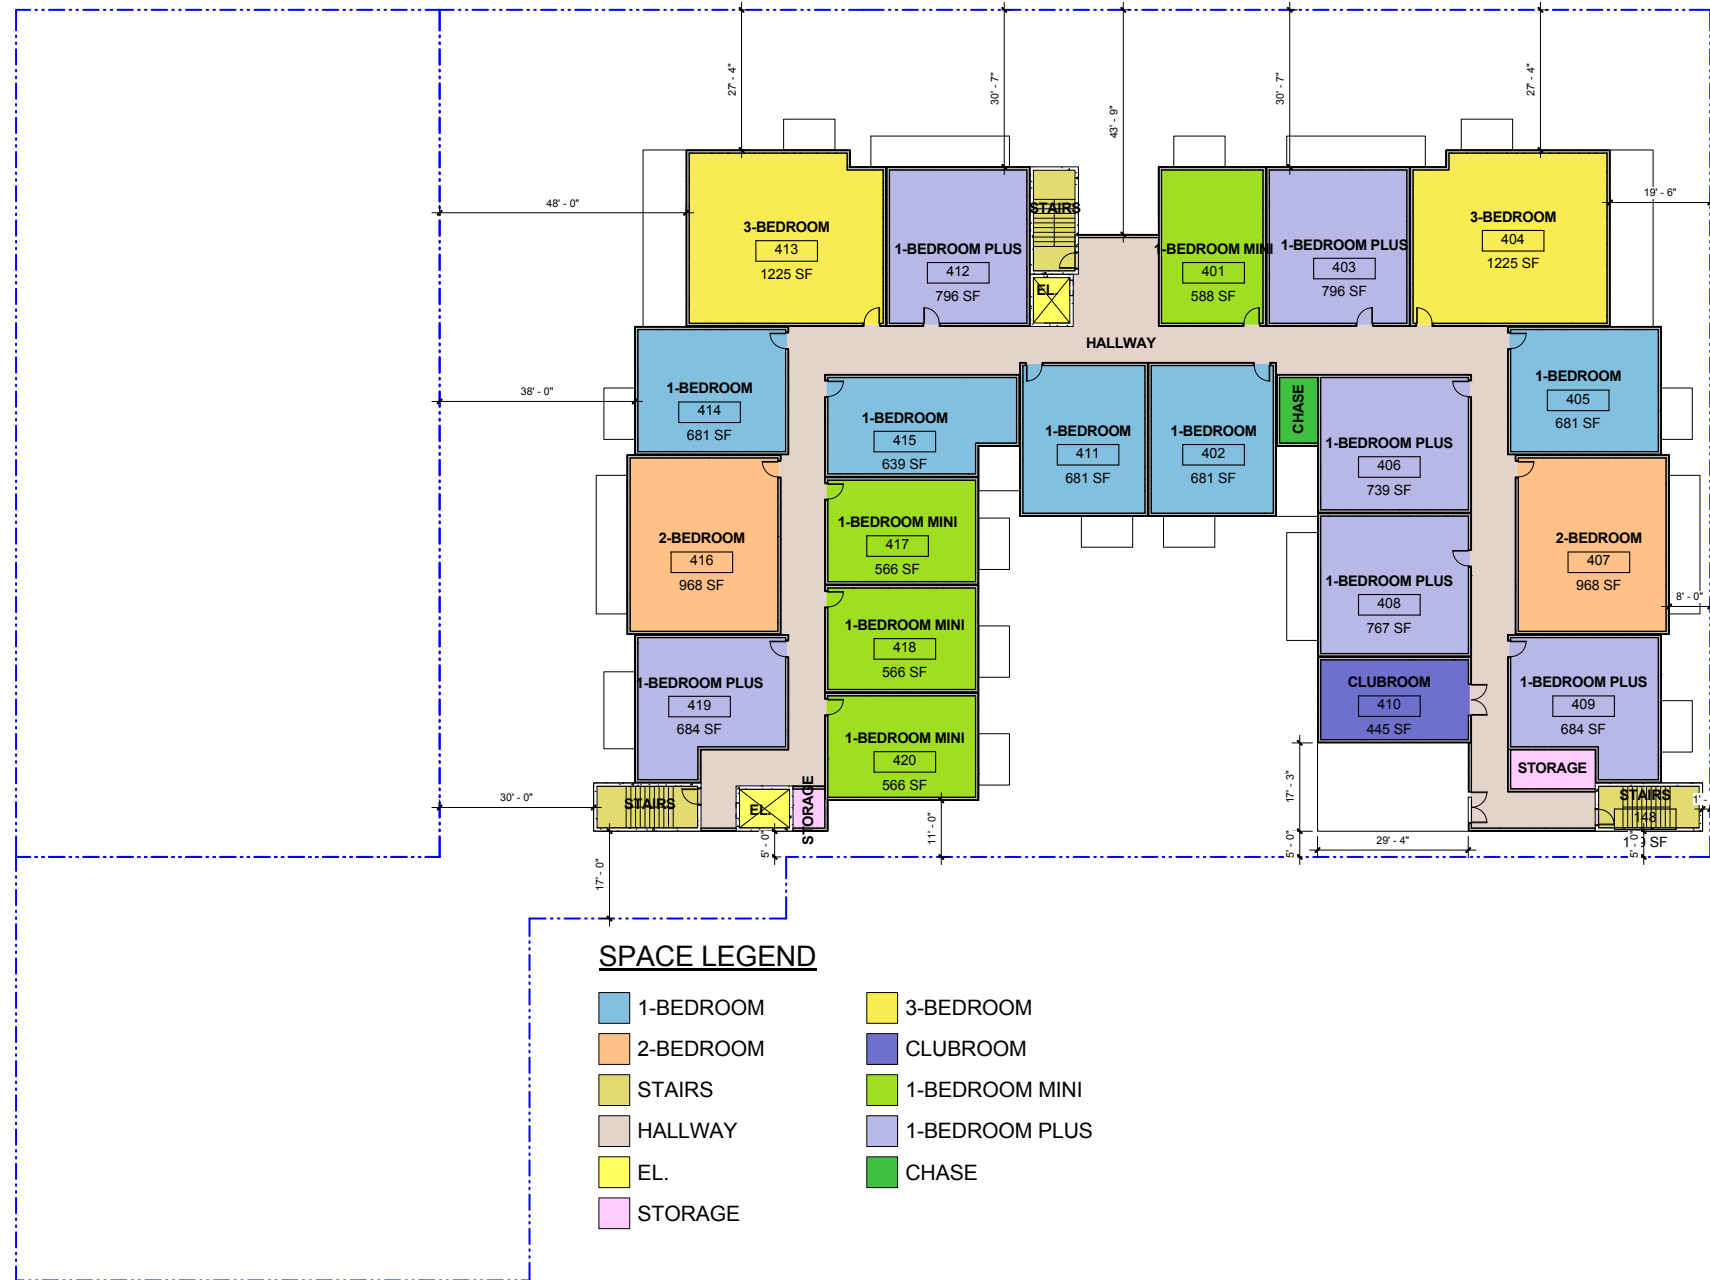 27' - 4"
30' - 7"
43' - 9"
30' - 7"
27' - 4"
48' - 0"
19' - 6"
3-BEDROOM
413
1225 SF
1-BEDROOM PLUS
412
796 SF
STAIRS
EL.
1-BEDROOM MINI
401
588 SF
1-BEDROOM PLUS
403
796 SF
3-BEDROOM
404
1225 SF
HALLWAY
38' - 0"
1-BEDROOM
414
681 SF
1-BEDROOM
415
639 SF
1-BEDROOM
411
681 SF
1-BEDROOM
402
681 SF
CHASE
1-BEDROOM PLUS
406
739 SF
1-BEDROOM
405
681 SF
2-BEDROOM
416
968 SF
1-BEDROOM MINI
417
566 SF
1-BEDROOM PLUS
408
767 SF
2-BEDROOM
407
968 SF
8' - 0"
1-BEDROOM MINI
418
566 SF
1-BEDROOM PLUS
419
684 SF
1-BEDROOM MINI
420
566 SF
CLUBROOM
410
445 SF
1-BEDROOM PLUS
409
684 SF
STORAGE
30' - 0"
STAIRS
EL.
STORAGE
17' - 3"
STAIRS
148
SF
1' -
17' - 0"
5' - 0"
11' - 0"
5' - 0"
29' - 4"
5' - 0"
SPACE LEGEND
1-BEDROOM
2-BEDROOM
STAIRS
HALLWAY
EL.
STORAGE
3-BEDROOM
CLUBROOM
1-BEDROOM MINI
1-BEDROOM PLUS
CHASE